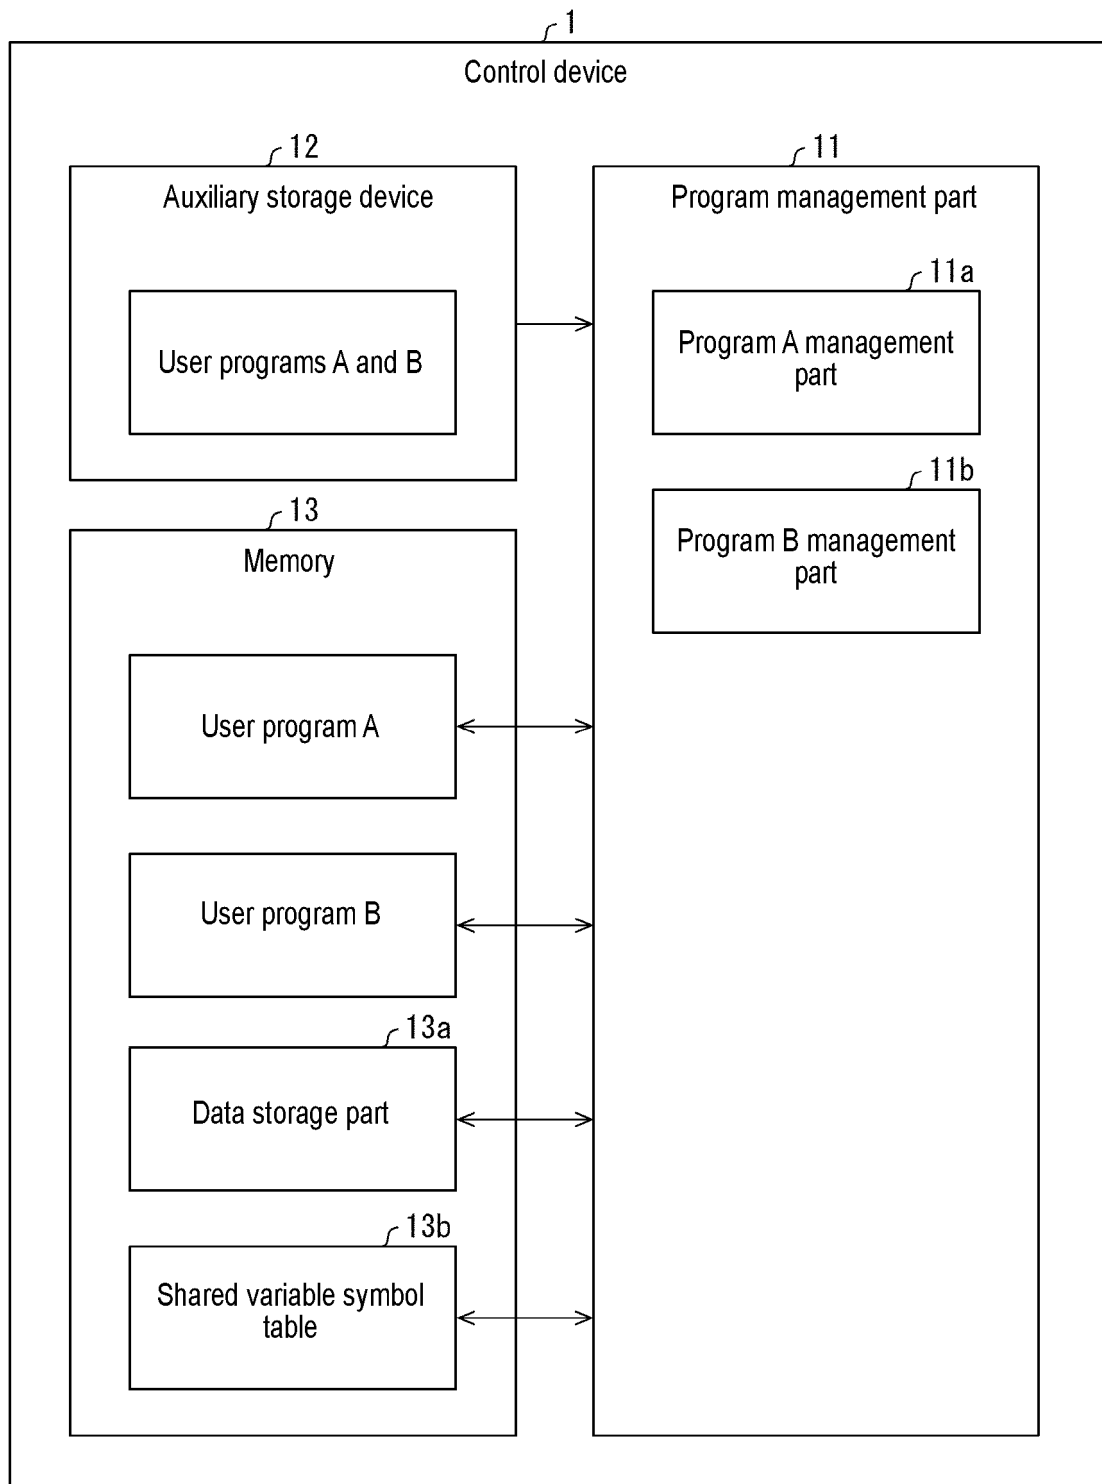 1
Control device
12
Auxiliary storage device
User programs A and B
11
Program management part
11a
Program A management
part
11b
Program B management
part
13
Memory
User program A
User program B
13a
Data storage part
13b
Shared variable symbol
table